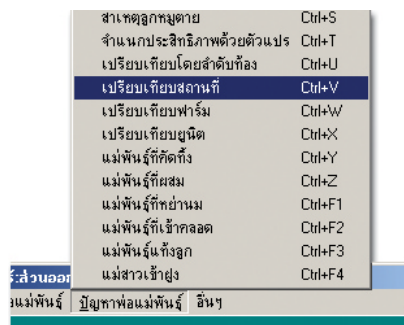 สาเหตุลูกหมูตาย Ctrl+S
จำแนกประสิทธิภาพด้วยตัวแปร Ctrl+T
เปรียบเทียบโดยลำดับท้อง Ctrl+U
เปรียบเทียบสถานที่ Ctrl+V
เปรียบเทียบฟาร์ม Ctrl+W
เปรียบเทียบยูนิต Ctrl+X
แม่พันธุ์ที่คัดทิ้ง Ctrl+Y
แม่พันธุ์ที่ผสม Ctrl+Z
แม่พันธุ์ที่หย่านม Ctrl+F1
แม่พันธุ์ที่เข้าคลอด Ctrl+F2
แม่พันธุ์แท้งลูก Ctrl+F3
แม่สาวเข้าฝูง Ctrl+F4
:ส่วนออก
แม่พันธุ์ ปัญหาพ่อแม่พันธุ์ อื่นๆ